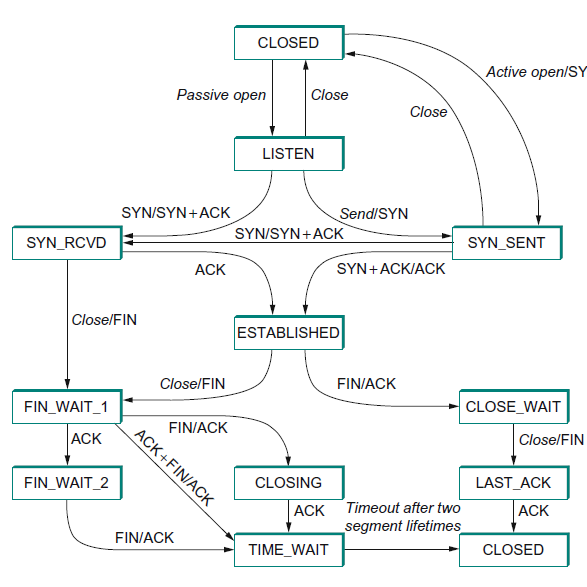 CLOSED
Active open/SY
Passive open
Close
Close
LISTEN
SYN/SYN+ACK
Send/SYN
SYN/SYN+ACK
SYN_RCVD
SYN_SENT
ACK
SYN+ACK/ACK
Close/FIN
ESTABLISHED
Close/FIN
FIN/ACK
FIN_WAIT_1
FIN/ACK
CLOSE_WAIT
ACK
ACK+FIN/ACK
Close/FIN
FIN_WAIT_2
CLOSING
LAST_ACK
ACK
Timeout after two
segment lifetimes
ACK
FIN/ACK
TIME_WAIT
CLOSED